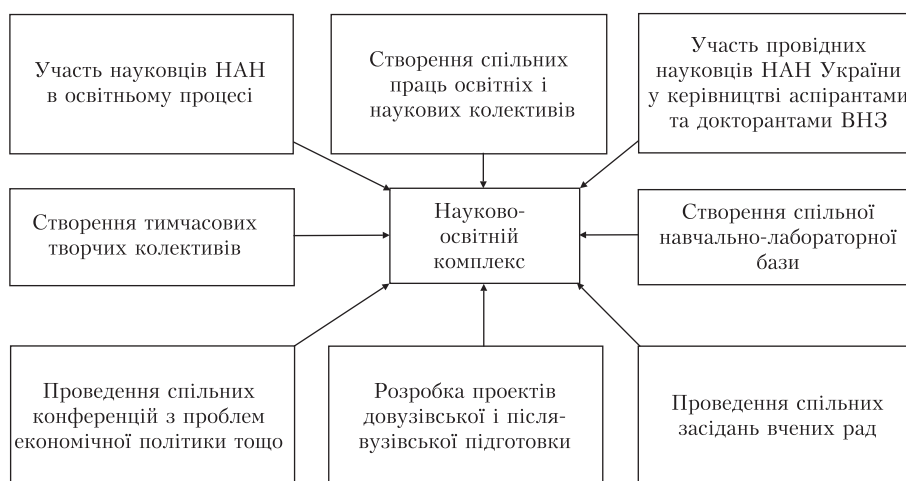 Участь науковців НАН
в освітньому процесі
Створення спільних
праць освітніх і
наукових колективів
Участь провідних
науковців НАН України
у керівництві аспірантами
та докторантами ВНЗ
Створення тимчасових
творчих колективів
Науково-
освітній
комплекс
Створення спільної
навчально-лабораторної
бази
Проведення спільних
конференцій з проблем
економічної політики тощо
Розробка проектів
довузівської і після-
вузівської підготовки
Проведення спільних
засідань вчених рад